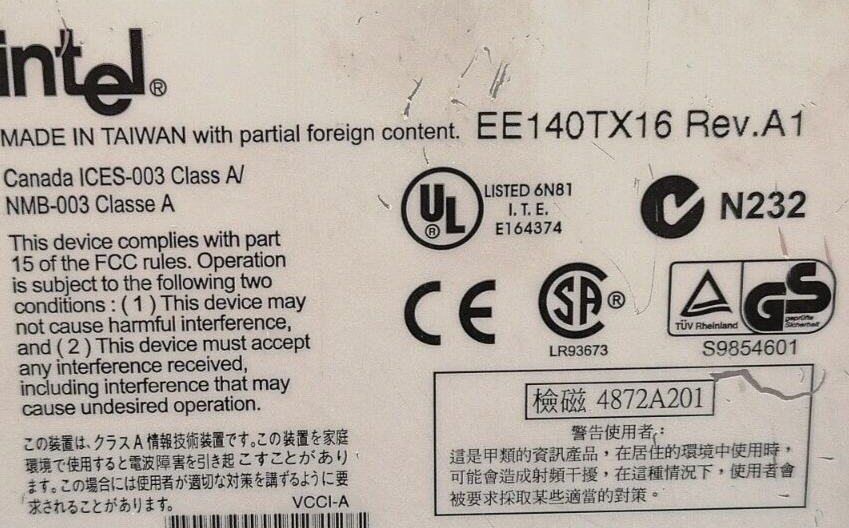 intel®
MADE IN TAIWAN with partial foreign content. EE140TX16 Rev.A1
Canada ICES-003 Class A/
NMB-003 Classe A
This device complies with part
15 of the FCC rules. Operation
is subject to the following two
conditions : ( 1 ) This device may
not cause harmful interference,
and ( 2 ) This device must accept
any interference received,
including interference that may
cause undesired operation.
この装置は、クラスA情報技術装置です。この装置を家庭
環境で使用すると電波障害を引き起こすことがあり
ます。この場合には使用者が適切な対策を講ずるように要
求されることがあります。 VCCI-A
UL®
LISTED 6N81
I. T. E.
E164374
N232
CE
SA®
LR93673
TÜV Rheinland
GS
geprüfte
Sicherheit
S9854601
檢磁 4872A201
警告使用者:
這是甲類的資訊產品，在居住的環境中使用時，
可能會造成射頻干擾，在這種情況下，使用者會
被要求採取某些適當的對策。